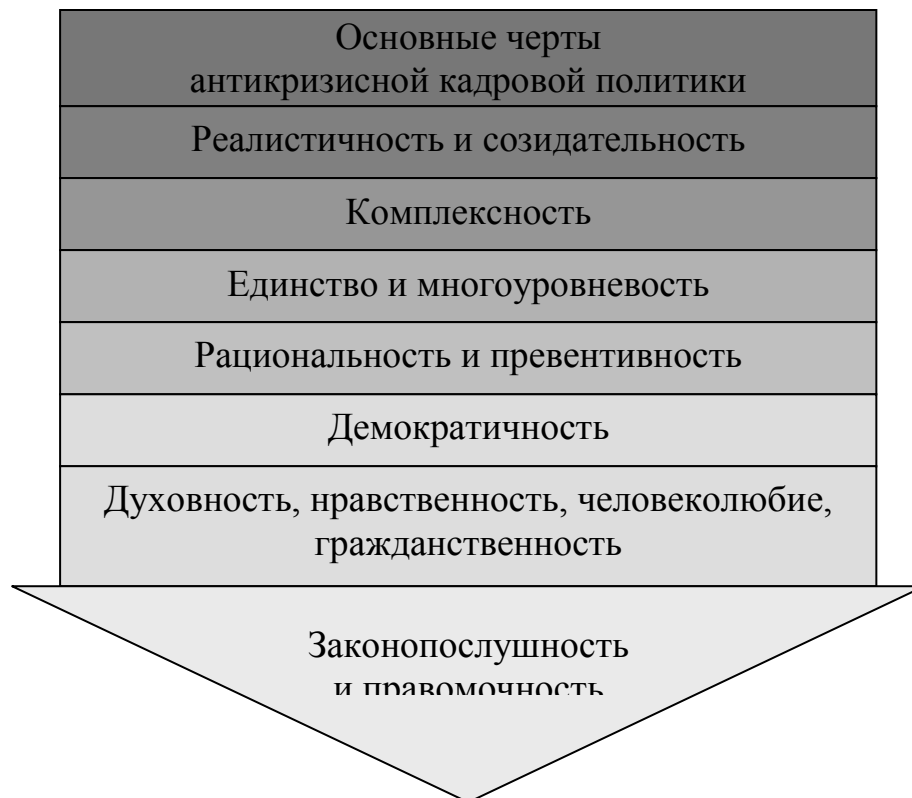 Основные черты
антикризисной кадровой политики
Реалистичность и созидательность
Комплексность
Единство и многоуровневость
Рациональность и превентивность
Демократичность
Духовность, нравственность, человеколюбие,
гражданственность
Законопослушность
и правомочность